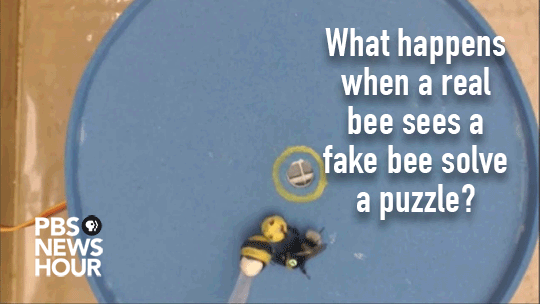 What happens
when a real
bee sees a
fake bee solve
a puzzle?
PBS
NEWS
HOUR